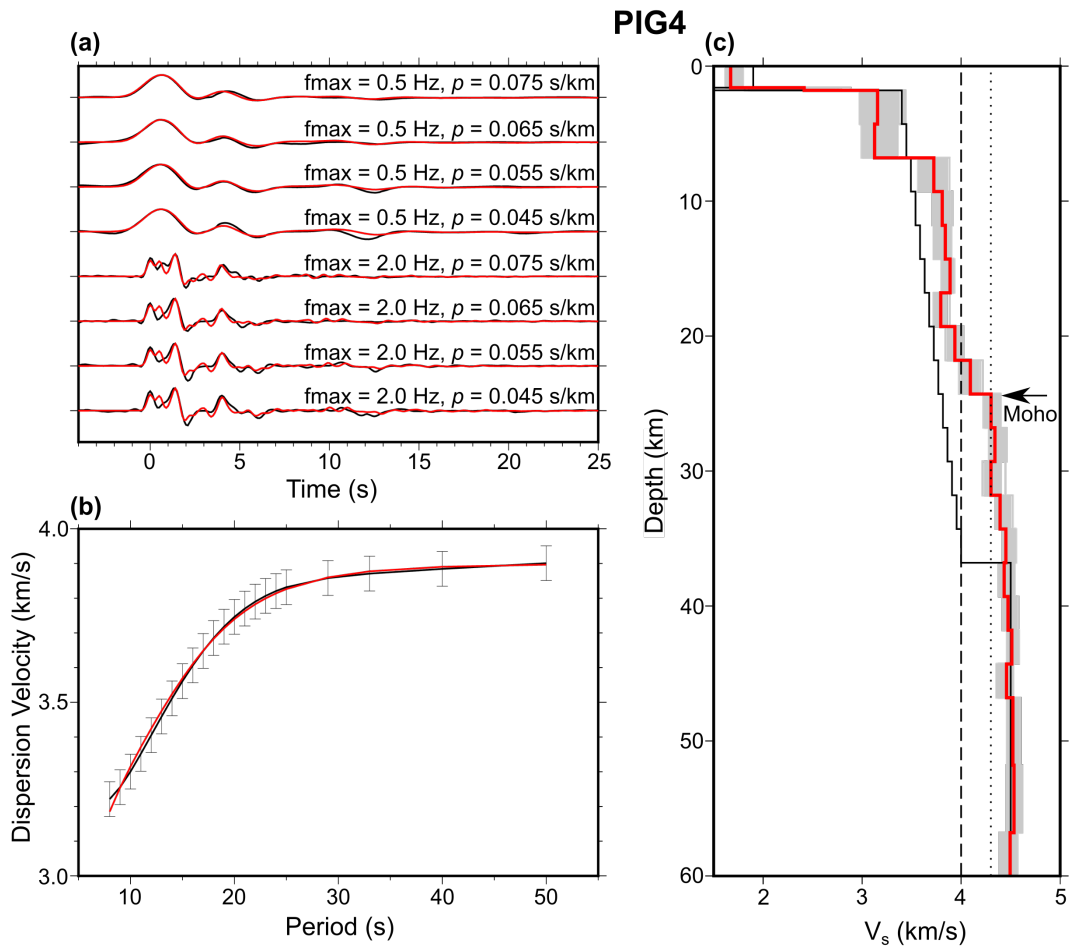 PIG4
(a)
fmax = 0.5 Hz, p = 0.075 s/km
fmax = 0.5 Hz, p = 0.065 s/km
fmax = 0.5 Hz, p = 0.055 s/km
fmax = 0.5 Hz, p = 0.045 s/km
fmax = 2.0 Hz, p = 0.075 s/km
fmax = 2.0 Hz, p = 0.065 s/km
fmax = 2.0 Hz, p = 0.055 s/km
fmax = 2.0 Hz, p = 0.045 s/km
0 5 10 15 20 25
Time (s)
(b)
4.0
3.5
3.0
Dispersion Velocity (km/s)
10 20 30 40 50
Period (s)
(c)
0
10
20
30
40
50
60
Depth (km)
Moho
2 3 4 5
Vs (km/s)